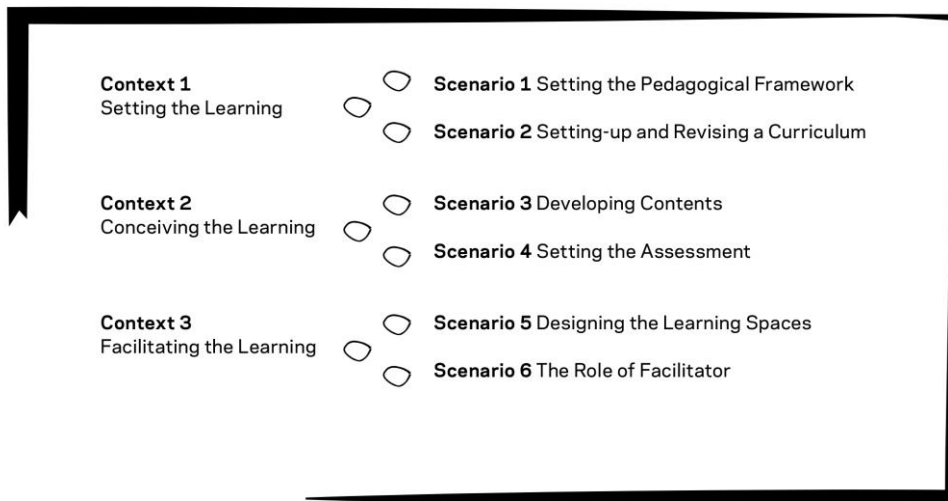 Context 1
Setting the Learning
Scenario 1 Setting the Pedagogical Framework
Scenario 2 Setting-up and Revising a Curriculum
Context 2
Conceiving the Learning
Scenario 3 Developing Contents
Scenario 4 Setting the Assessment
Context 3
Facilitating the Learning
Scenario 5 Designing the Learning Spaces
Scenario 6 The Role of Facilitator